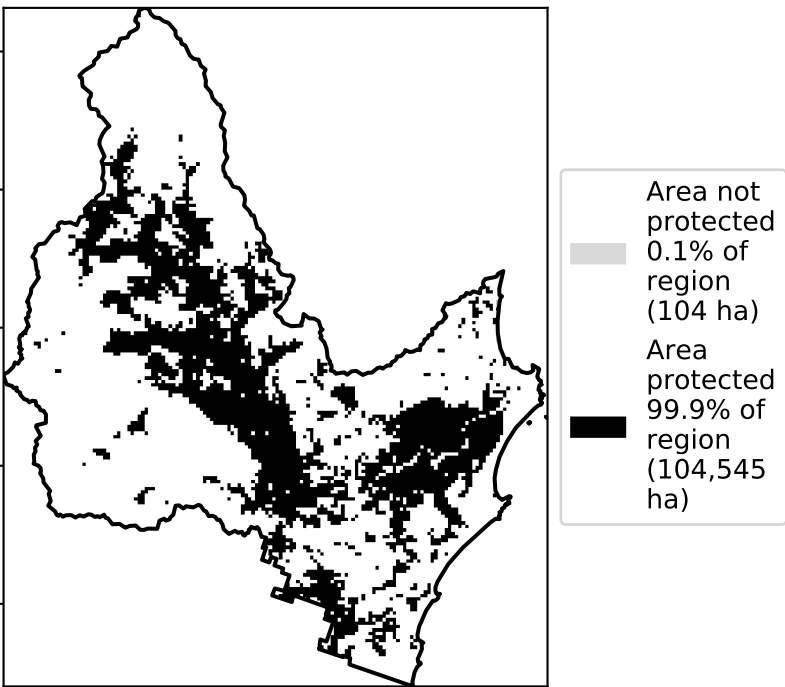 Area not
protected
0.1% of
region
(104 ha)
Area
protected
99.9% of
region
(104,545
ha)